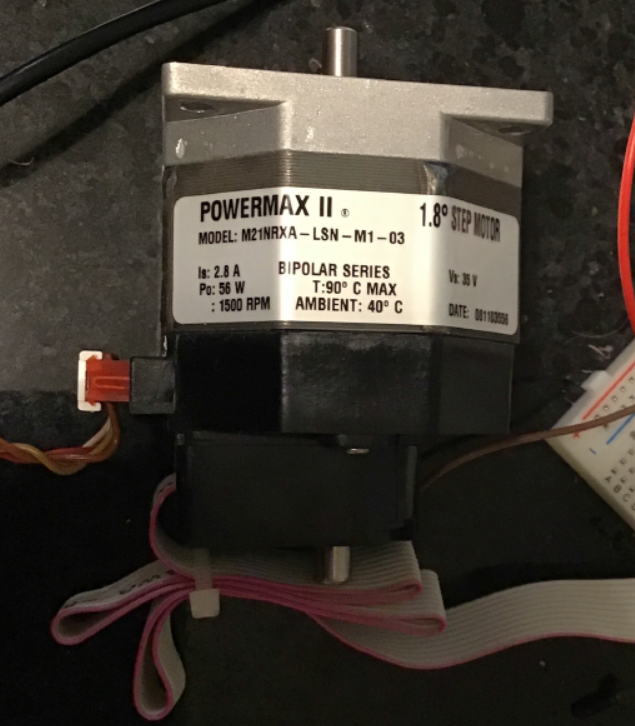 POWERMAX II ®
1.8° STEP MOTOR
MODEL: M21NRXA-LSN-M1-03
Is: 2.8 A BIPOLAR SERIES Vs: 35 V
Po: 56 W T:90° C MAX
: 1500 RPM AMBIENT: 40° C
DATE: